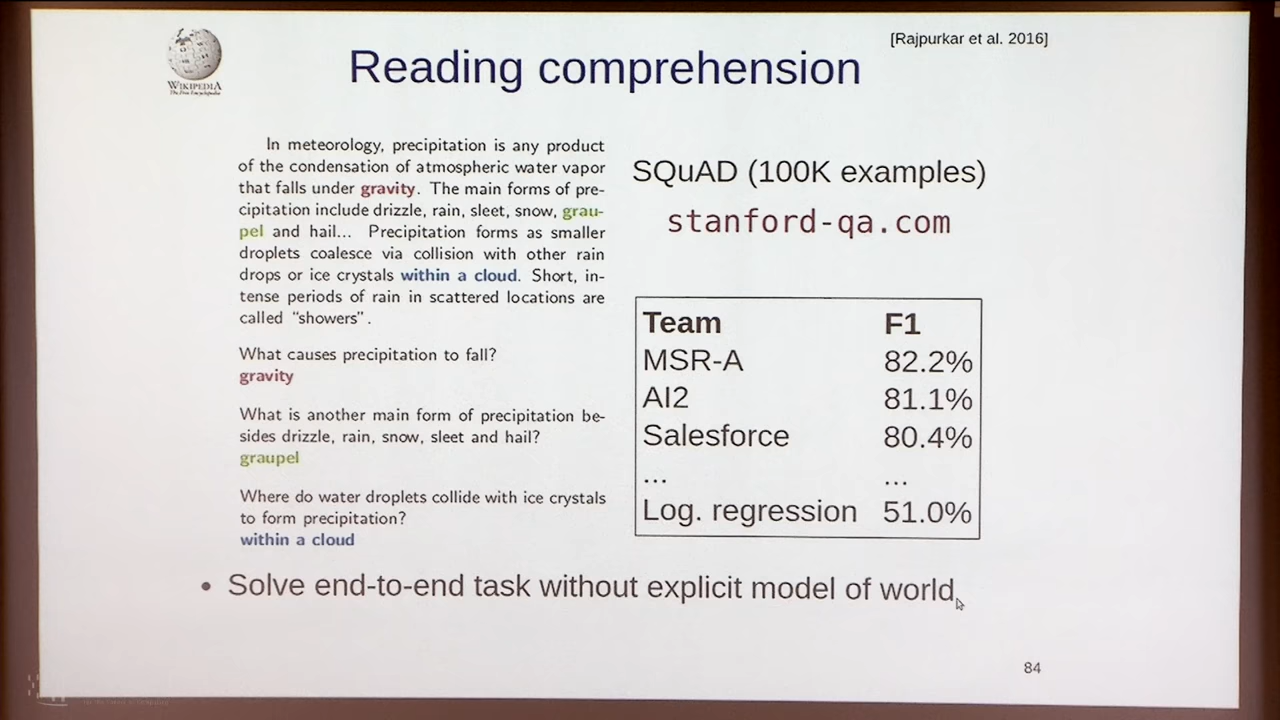 [Rajpurkar et al. 2016]
WIKIPEDIA
The Free Encyclopedia
Reading comprehension
In meteorology, precipitation is any product
of the condensation of atmospheric water vapor
that falls under gravity. The main forms of pre-
cipitation include drizzle, rain, sleet, snow, grau-
pel and hail... Precipitation forms as smaller
droplets coalesce via collision with other rain
drops or ice crystals within a cloud. Short, in-
tense periods of rain in scattered locations are
called “showers”.
What causes precipitation to fall?
gravity
What is another main form of precipitation be-
sides drizzle, rain, snow, sleet and hail?
graupel
Where do water droplets collide with ice crystals
to form precipitation?
within a cloud
SQuAD (100K examples)
stanford-qa.com
Team F1
MSR-A 82.2%
AI2 81.1%
Salesforce 80.4%
... ...
Log. regression 51.0%
• Solve end-to-end task without explicit model of world
84